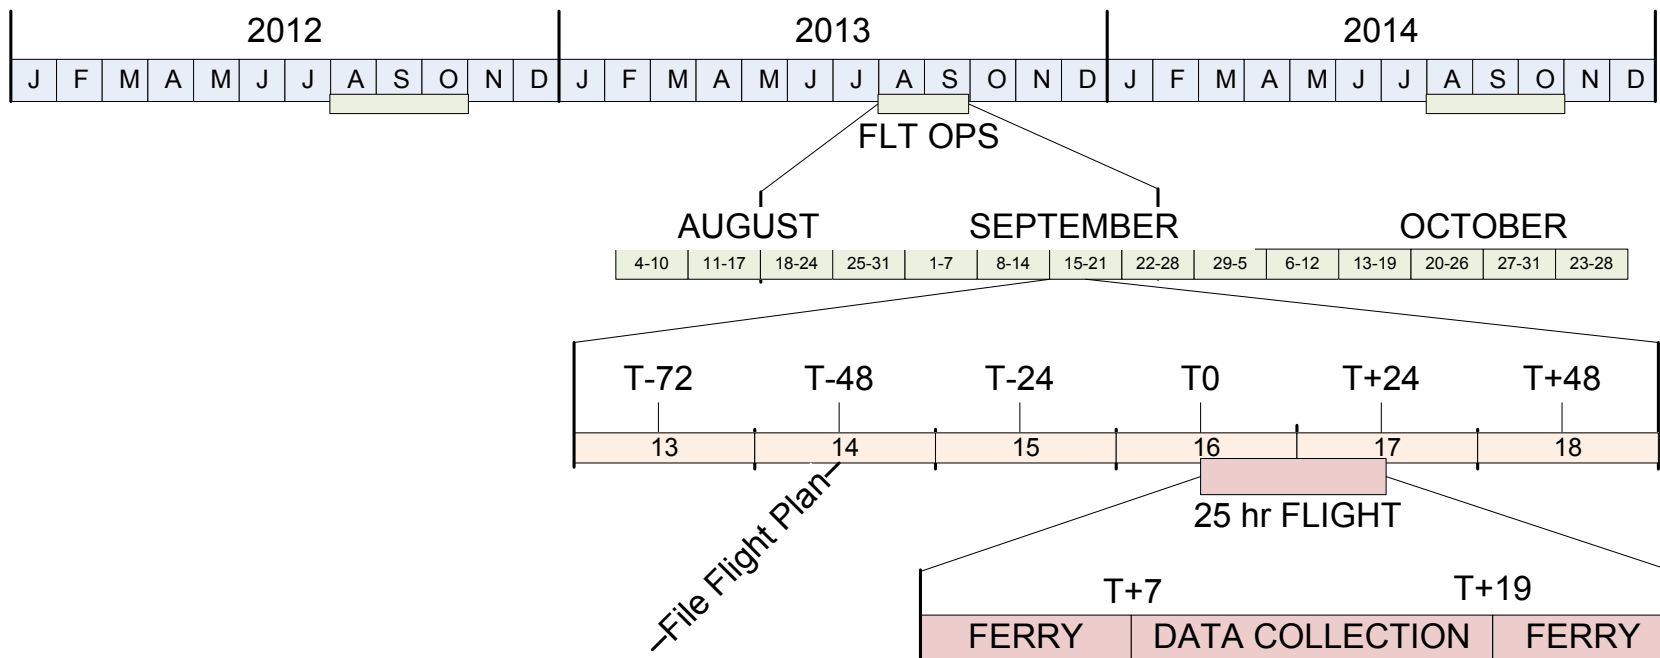 2012 2013 2014
J F M A M J J A S O N D J F M A M J J A S O N D J F M A M J J A S O N D
FLT OPS
AUGUST SEPTEMBER OCTOBER
4-10 11-17 18-24 25-31 1-7 8-14 15-21 22-28 29-5 6-12 13-19 20-26 27-31 23-28
T-72 T-48 T-24 T0 T+24 T+48
13 14 15 16 17 18
File Flight Plan
25 hr FLIGHT
T+7 T+19
FERRY DATA COLLECTION FERRY